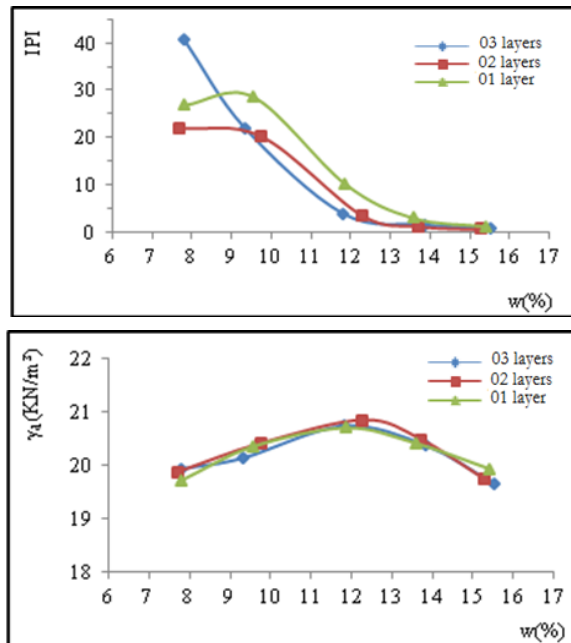 IPI
40
30
20
10
0
03 layers
02 layers
01 layer
6 7 8 9 10 11 12 13 14 15 16 17
w(%)
γd(KN/m³)
22
21
20
19
18
03 layers
02 layers
01 layer
6 7 8 9 10 11 12 13 14 15 16 17
w(%)